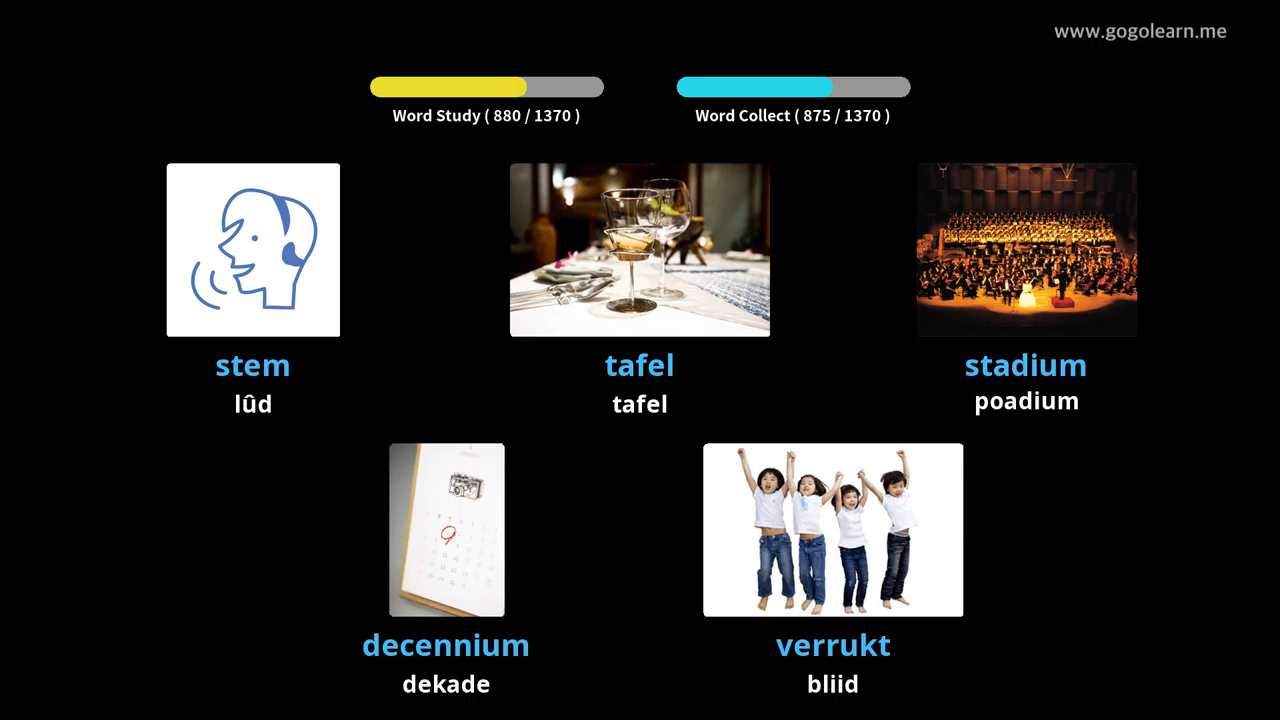 www.gogolearn.me
Word Study ( 880 / 1370 )
Word Collect ( 875 / 1370 )
stem
lûd
tafel
tafel
stadium
poadium
decennium
dekade
verrukt
bliid